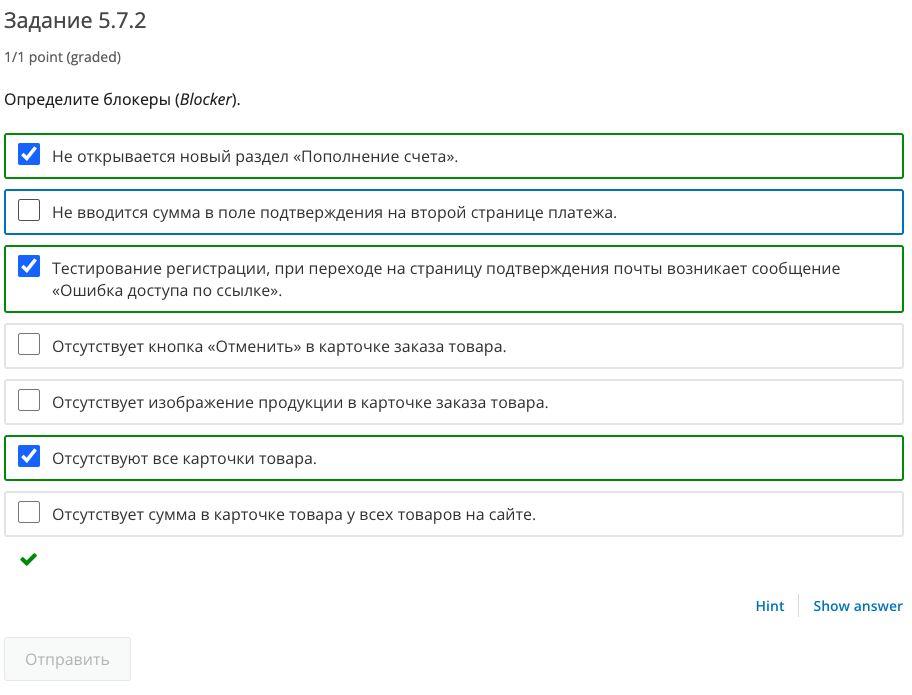 Задание 5.7.2
1/1 point (graded)
Определите блокеры (Blocker).
Не открывается новый раздел «Пополнение счета».
Не вводится сумма в поле подтверждения на второй странице платежа.
Тестирование регистрации, при переходе на страницу подтверждения почты возникает сообщение
«Ошибка доступа по ссылке».
Отсутствует кнопка «Отменить» в карточке заказа товара.
Отсутствует изображение продукции в карточке заказа товара.
Отсутствуют все карточки товара.
Отсутствует сумма в карточке товара у всех товаров на сайте.
Hint
Show answer
Отправить